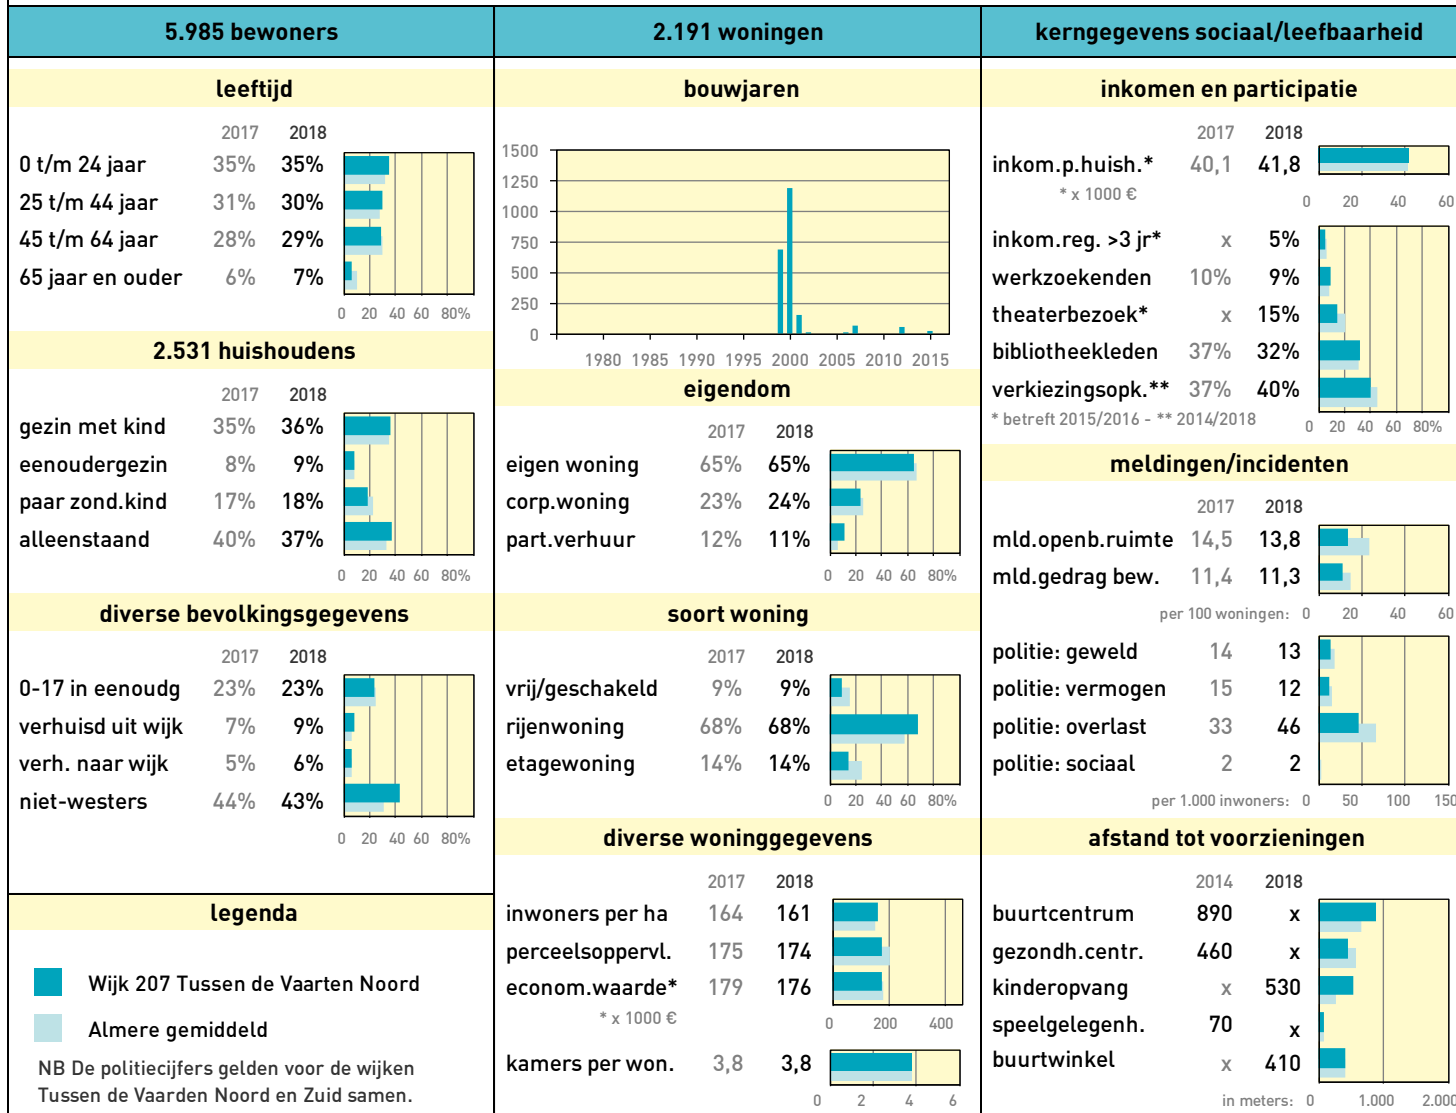 5.985 bewoners
leeftijd
2017 2018
0 t/m 24 jaar 35% 35%
25 t/m 44 jaar 31% 30%
45 t/m 64 jaar 28% 29%
65 jaar en ouder 6% 7%
0 20 40 60 80%
2.531 huishoudens
2017 2018
gezin met kind 35% 36%
eenoudergezin 8% 9%
paar zond.kind 17% 18%
alleenstaand 40% 37%
0 20 40 60 80%
diverse bevolkingsgegevens
2017 2018
0-17 in eenoudg 23% 23%
verhuisd uit wijk 7% 9%
verh. naar wijk 5% 6%
niet-westers 44% 43%
0 20 40 60 80%
legenda
Wijk 207 Tussen de Vaarten Noord
Almere gemiddeld
NB De politiecijfers gelden voor de wijken
Tussen de Vaarden Noord en Zuid samen.
2.191 woningen
bouwjaren
1500
1250
1000
750
500
250
0
1980 1985 1990 1995 2000 2005 2010 2015
eigendom
2017 2018
eigen woning 65% 65%
corp.woning 23% 24%
part.verhuur 12% 11%
0 20 40 60 80%
soort woning
2017 2018
vrij/geschakeld 9% 9%
rijenwoning 68% 68%
etagewoning 14% 14%
0 20 40 60 80%
diverse woninggegevens
2017 2018
inwoners per ha 164 161
perceelsoppervl. 175 174
econom.waarde* 179 176
* x 1000 €
0 200 400
kamers per won. 3,8 3,8
0 2 4 6
kerngegevens sociaal/leefbaarheid
inkomen en participatie
2017 2018
inkom.p.huish.* 40,1 41,8
* x 1000 €
0 20 40 60
inkom.reg. >3 jr* x 5%
werkzoekenden 10% 9%
theaterbezoek* x 15%
bibliotheekleden 37% 32%
verkiezingsopk.** 37% 40%
* betreft 2015/2016 - ** 2014/2018
0 20 40 60 80%
meldingen/incidenten
2017 2018
mld.openb.ruimte 14,5 13,8
mld.gedrag bew. 11,4 11,3
per 100 woningen: 0 20 40 60
politie: geweld 14 13
politie: vermogen 15 12
politie: overlast 33 46
politie: sociaal 2 2
per 1.000 inwoners: 0 50 100 150
afstand tot voorzieningen
2014 2018
buurtcentrum 890 x
gezondh.centr. 460 x
kinderopvang x 530
speelgelegenh. 70 x
buurtwinkel x 410
in meters: 0 1.000 2.000